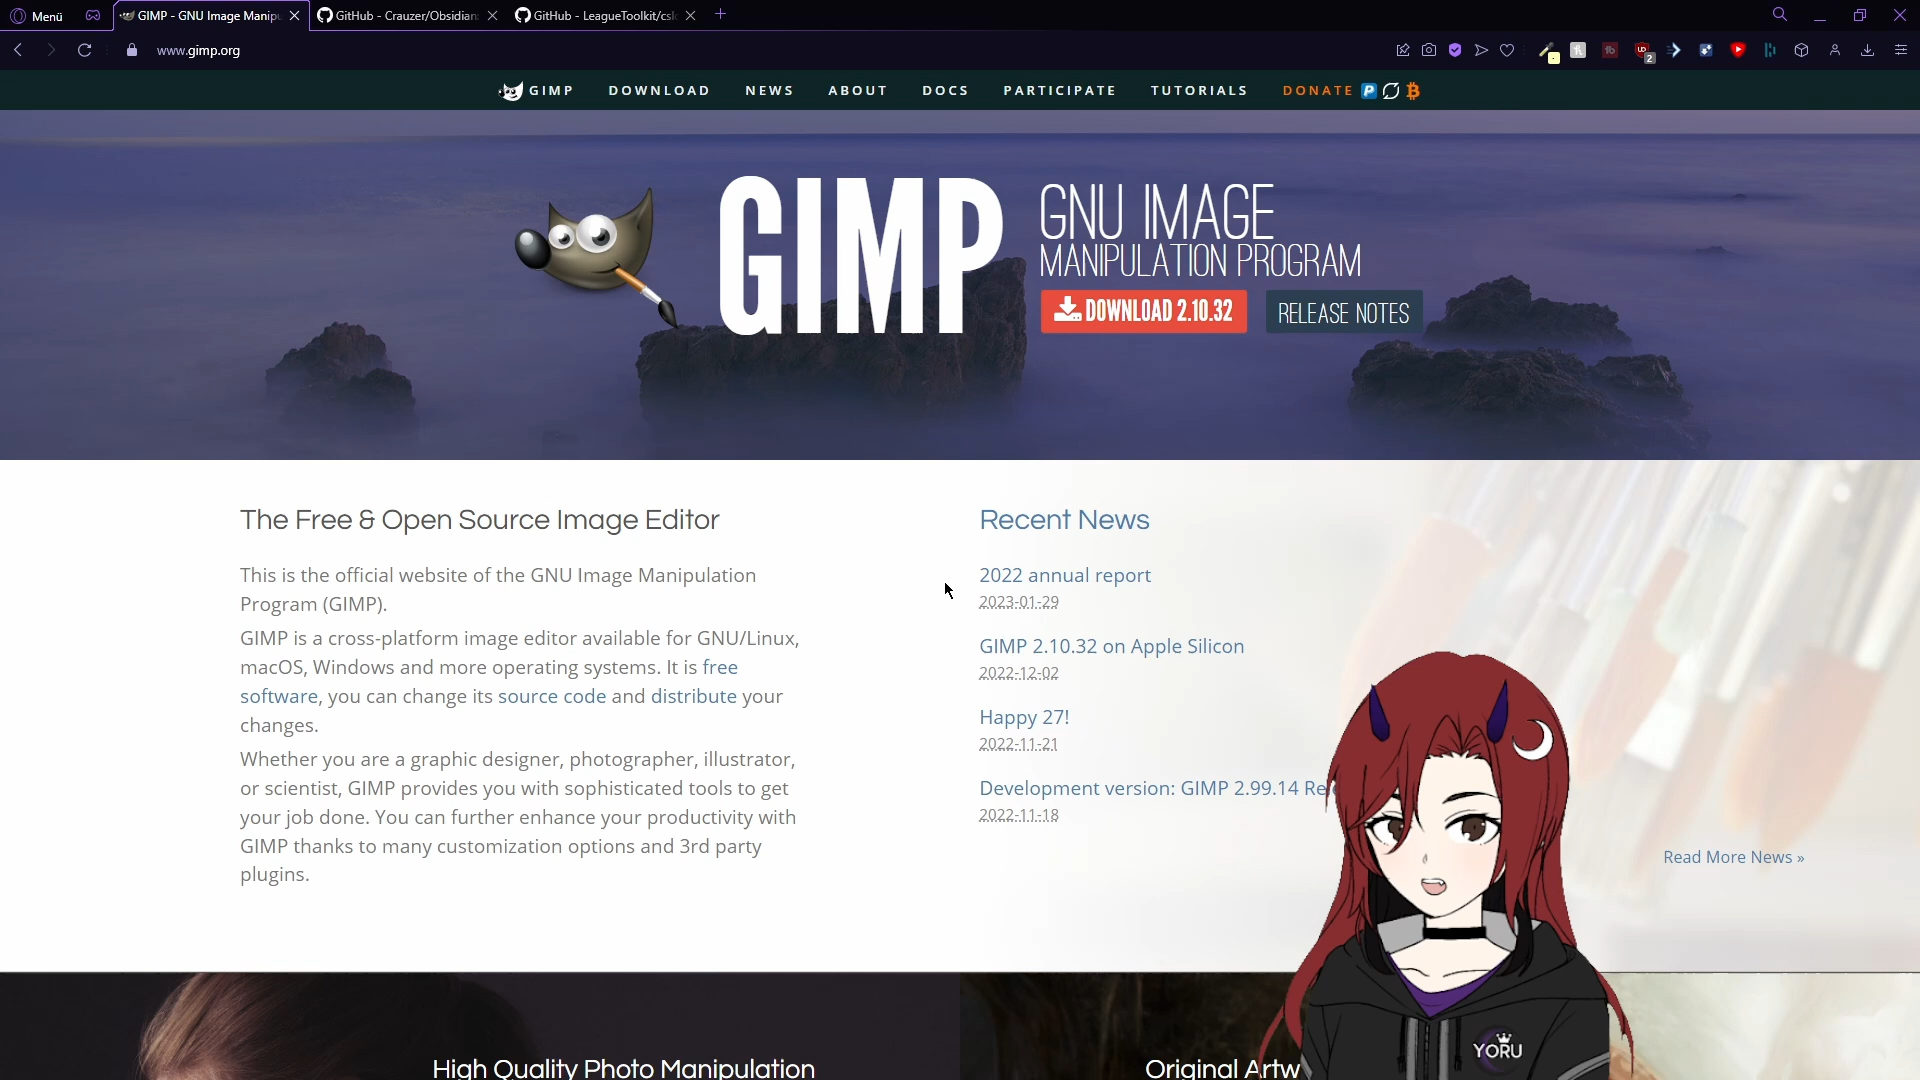 Menü
GIMP - GNU Image Manip
GitHub - Crauzer/Obsidian
GitHub - LeagueToolkit/csl
www.gimp.org
2
GIMP
DOWNLOAD
NEWS
ABOUT
DOCS
PARTICIPATE
TUTORIALS
DONATE
GIMP
GNU IMAGE
MANIPULATION PROGRAM
DOWNLOAD 2.10.32
RELEASE NOTES
The Free & Open Source Image Editor
This is the official website of the GNU Image Manipulation
Program (GIMP).
GIMP is a cross-platform image editor available for GNU/Linux,
macOS, Windows and more operating systems. It is free
software, you can change its source code and distribute your
changes.
Whether you are a graphic designer, photographer, illustrator,
or scientist, GIMP provides you with sophisticated tools to get
your job done. You can further enhance your productivity with
GIMP thanks to many customization options and 3rd party
plugins.
Recent News
2022 annual report
2023-01-29
GIMP 2.10.32 on Apple Silicon
2022-12-02
Happy 27!
2022-11-21
Development version: GIMP 2.99.14 Rele
2022-11-18
Read More News »
YORU
High Quality Photo Manipulation
Original Artw